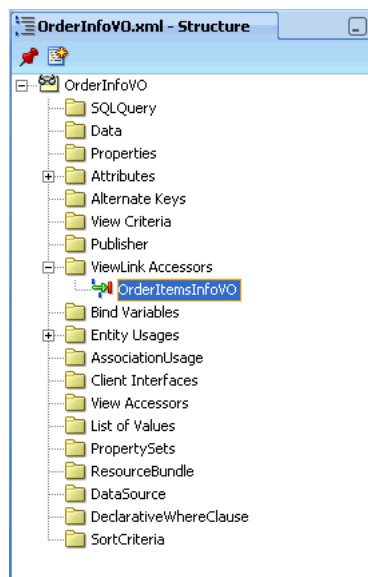 OrderInfoVO.xml - Structure
OrderInfoVO
SQLQuery
Data
Properties
Attributes
Alternate Keys
View Criteria
Publisher
ViewLink Accessors
OrderItemsInfoVO
Bind Variables
Entity Usages
AssociationUsage
Client Interfaces
View Accessors
List of Values
PropertySets
ResourceBundle
DataSource
DeclarativeWhereClause
SortCriteria